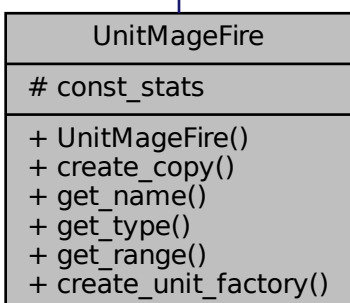 UnitMageFire
# const_stats
+ UnitMageFire()
+ create_copy()
+ get_name()
+ get_type()
+ get_range()
+ create_unit_factory()